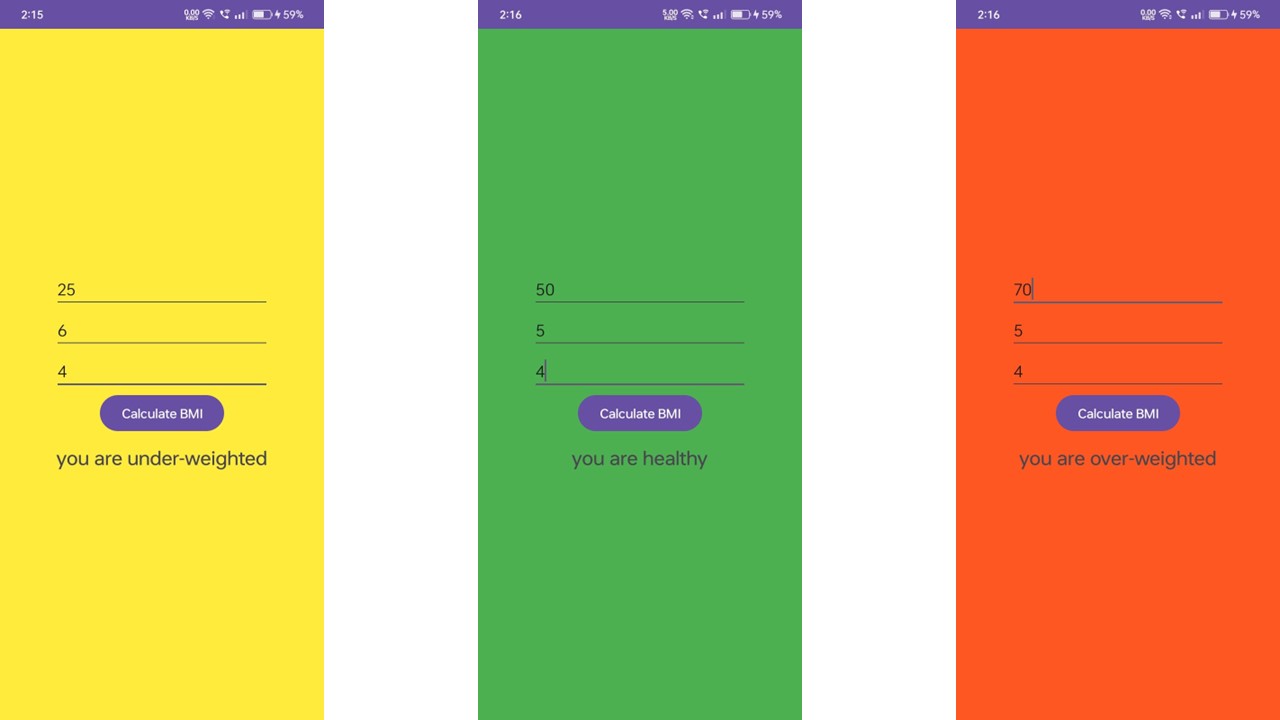 2:15 0.00 KB/S 59%
25
6
4
Calculate BMI
you are under-weighted
2:16 5.00 KB/S 59%
50
5
4
Calculate BMI
you are healthy
2:16 0.00 KB/S 59%
70
5
4
Calculate BMI
you are over-weighted